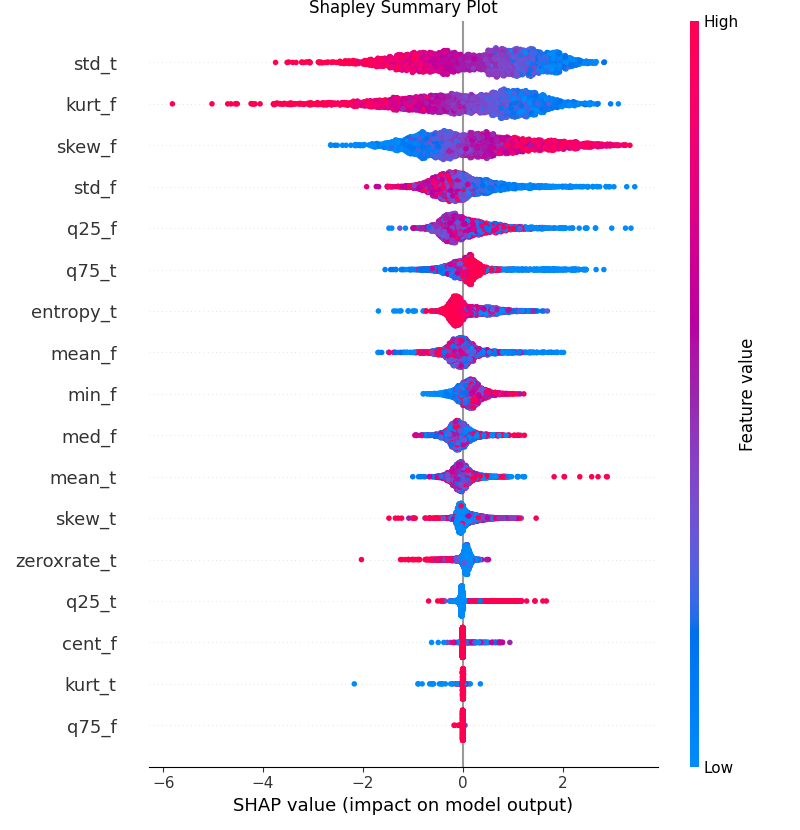 Shapley Summary Plot
High
std_t
kurt_f
skew_f
std_f
q25_f
q75_t
entropy_t
mean_f
min_f
med_f
mean_t
skew_t
zeroxrate_t
q25_t
cent_f
kurt_t
q75_f
Feature value
Low
−6 −4 −2 0 2
SHAP value (impact on model output)